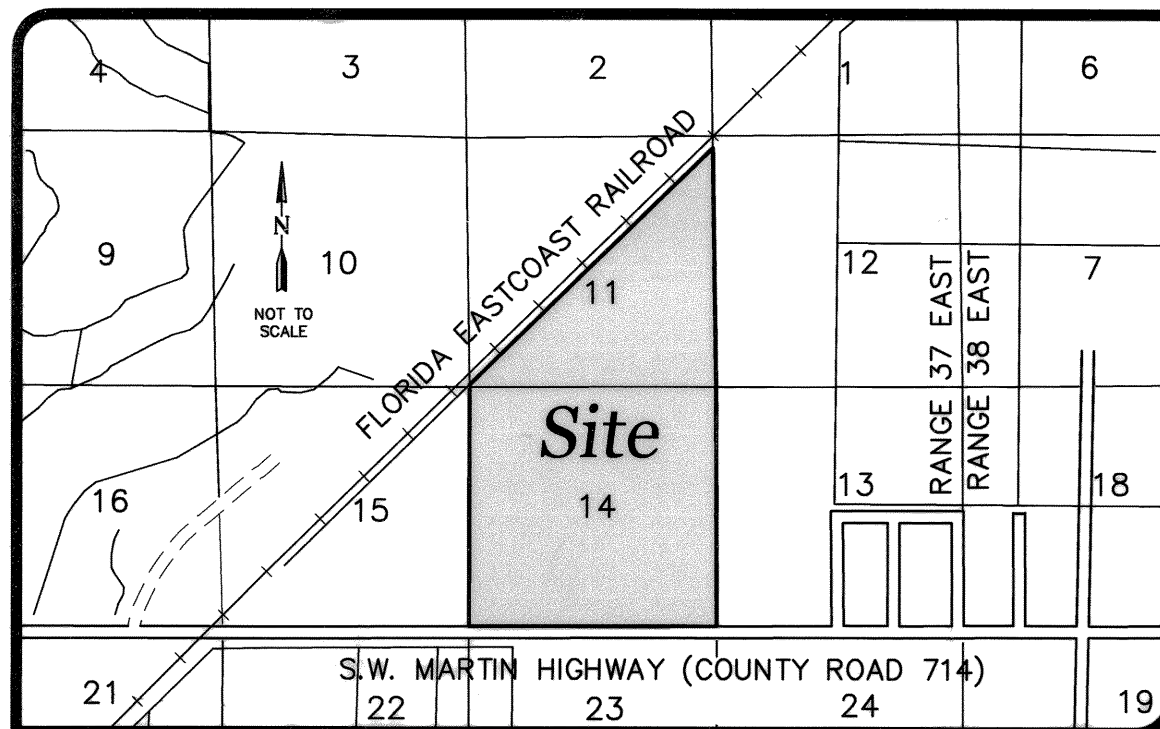 4
3
2
1
6
FLORIDA EASTCOAST RAILROAD
N
NOT TO
SCALE
9
10
11
12
7
RANGE 37 EAST
RANGE 38 EAST
Site
16
15
14
13
18
S.W. MARTIN HIGHWAY (COUNTY ROAD 714)
21
22
23
24
19